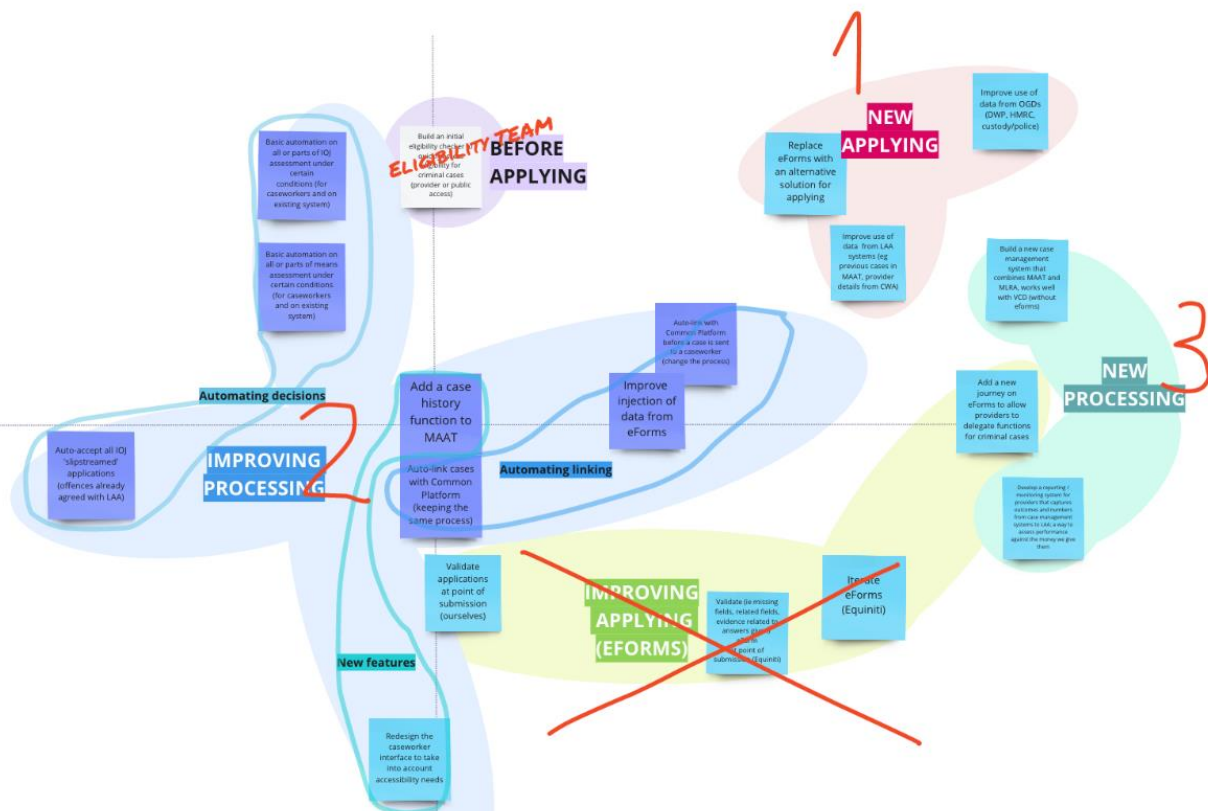 1
NEW
APPLYING
Improve use of
data from OGDs
(DWP, HMRC,
custody/police)
Replace
eForms with
an alternative
solution for
applying
Improve use of
data from LAA
systems (eg
previous cases in
MAAT, provider
details from CWA)
Basic automation on
all or parts of IOJ
assessment under
certain
conditions (for
caseworkers and on
existing system)
Build an initial
eligibility checker
for
criminal cases
(provider or public
access)
ELIGIBILITY TEAM
BEFORE
APPLYING
Basic automation on
all or parts of means
assessment under
certain conditions
(for caseworkers and
on existing system)
Build a new case
management
system that
combines MAAT and
MLRA, works well
with VCD (without
eforms)
3
NEW
PROCESSING
Auto-link with
Common Platform
before a case is sent
to a caseworker
(change the process)
Improve
injection of
data from
eForms
Add a case
history
function to
MAAT
Automating decisions
Add a new
journey on
eForms to allow
providers to
delegate functions
for criminal cases
2
IMPROVING
PROCESSING
Auto-accept all IOJ
'slipstreamed'
applications
(offences already
agreed with LAA)
Auto-link cases
with Common
Platform
(keeping the
same process)
Automating linking
Develop a reporting /
monitoring system for
providers that captures
outcomes and numbers
from case management
systems to LAA; a way to
assess performance
against the money we give
them
Validate
applications
at point of
submission
(ourselves)
IMPROVING
APPLYING
(EFORMS)
Validate (ie missing
fields, related fields,
evidence related to
answers given)
at point of
submission (Equiniti)
Iterate
eForms
(Equiniti)
New features
Redesign the
caseworker
interface to take
into account
accessibility needs